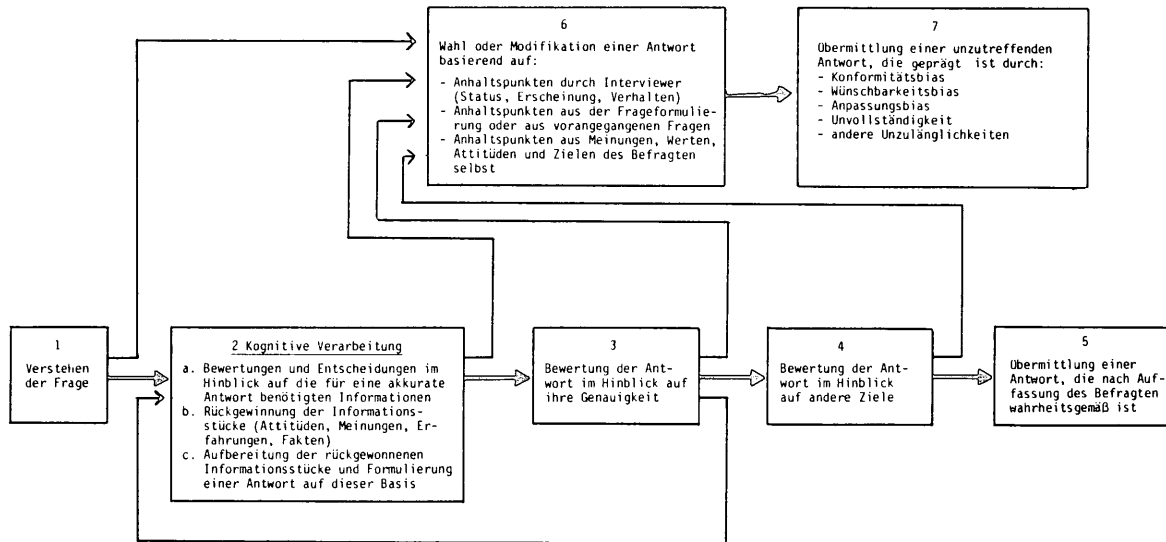 6
Wahl oder Modifikation einer Antwort
basierend auf:
- Anhaltspunkten durch Interviewer
(Status, Erscheinung, Verhalten)
- Anhaltspunkten aus der Frageformulie-
rung oder aus vorangegangenen Fragen
- Anhaltspunkten aus Meinungen, Werten,
Attitüden und Zielen des Befragten
selbst
7
Übermittlung einer unzutreffenden
Antwort, die geprägt ist durch:
- Konformitätsbias
- Wünschbarkeitsbias
- Anpassungsbias
- Unvollständigkeit
- andere Unzulänglichkeiten
1
Verstehen
der Frage
2 Kognitive Verarbeitung
a. Bewertungen und Entscheidungen im
Hinblick auf die für eine akkurate
Antwort benötigten Informationen
b. Rückgewinnung der Informations-
stücke (Attitüden, Meinungen, Er-
fahrungen, Fakten)
c. Aufbereitung der rückgewonnenen
Informationsstücke und Formulierung
einer Antwort auf dieser Basis
3
Bewertung der Ant-
wort im Hinblick auf
ihre Genauigkeit
4
Bewertung der Ant-
wort im Hinblick
auf andere Ziele
5
Übermittlung einer
Antwort, die nach Auf-
fassung des Befragten
wahrheitsgemäß ist